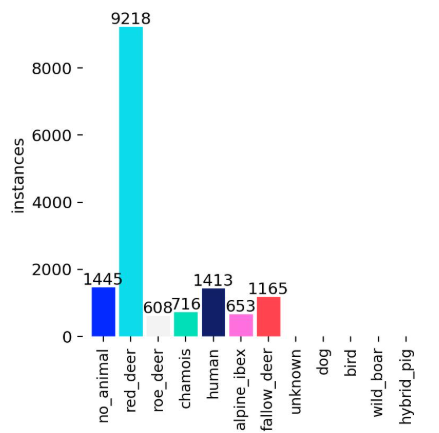 9218
8000
6000
instances
4000
2000
1445
608
716
1413
653
1165
0
no_animal
red_deer
roe_deer
chamois
human
alpine_ibex
fallow_deer
unknown
dog
bird
wild_boar
hybrid_pig